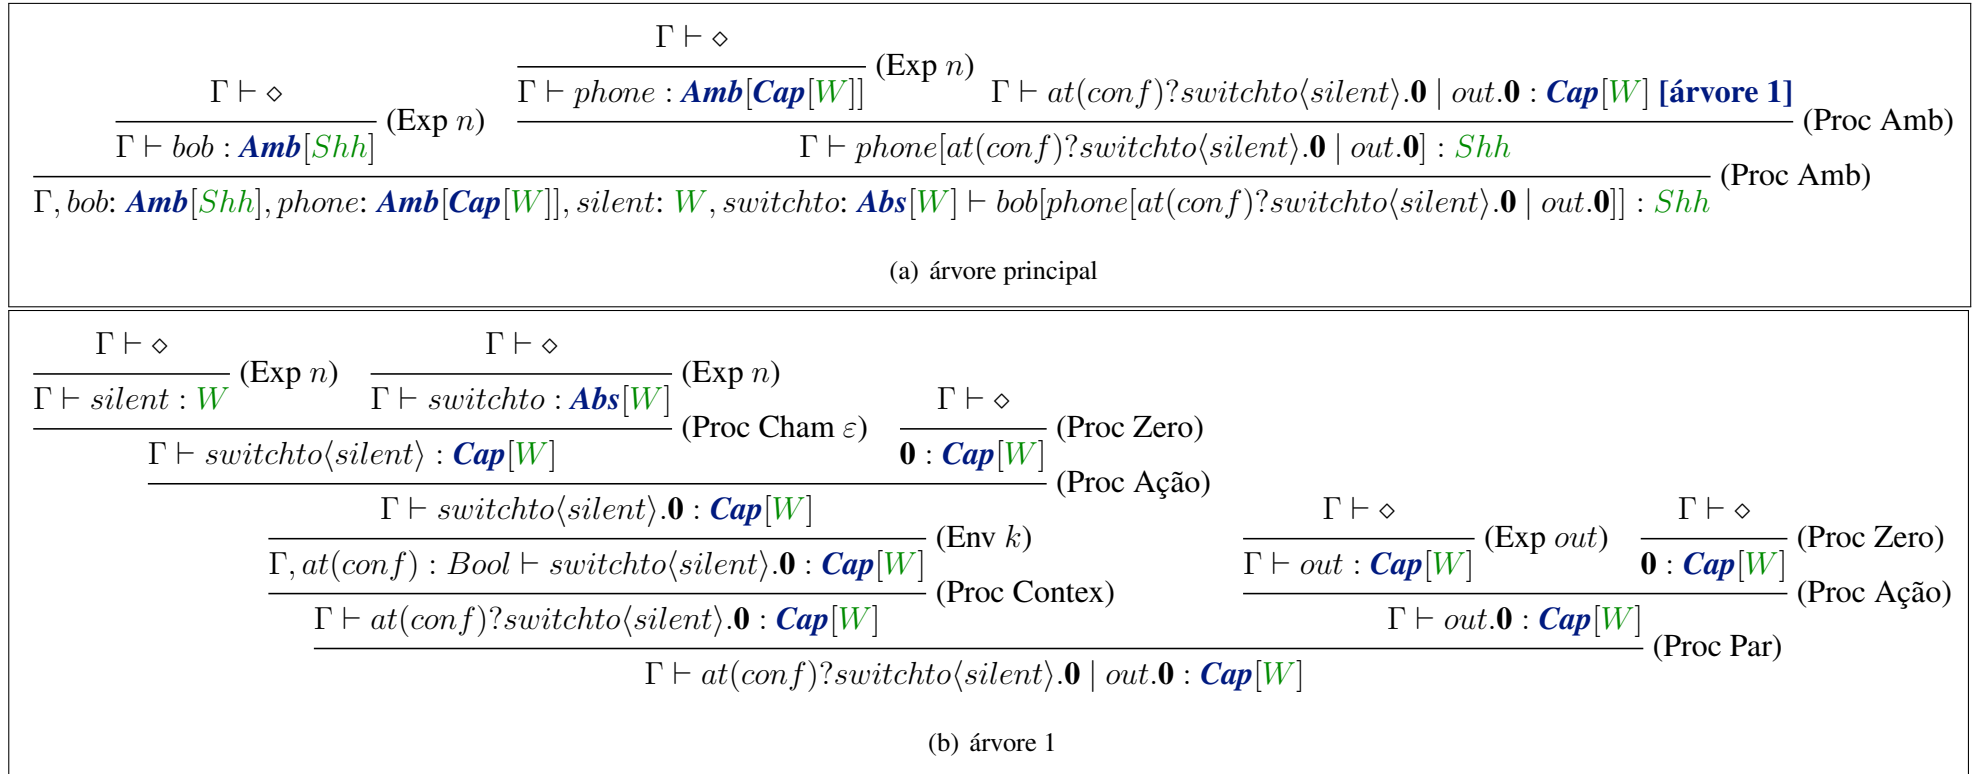 Γ ⊢ ⋄
Γ ⊢ ⋄ (Exp n)
Γ ⊢ bob : Amb[Shh] (Exp n) Γ ⊢ phone : Amb[Cap[W]] Γ ⊢ at(conf)?switchto⟨silent⟩.0 | out.0 : Cap[W] [árvore 1] (Proc Amb)
Γ ⊢ phone[at(conf)?switchto⟨silent⟩.0 | out.0] : Shh (Proc Amb)
Γ, bob: Amb[Shh], phone: Amb[Cap[W]], silent: W, switchto: Abs[W] ⊢ bob[phone[at(conf)?switchto⟨silent⟩.0 | out.0]] : Shh
(a) árvore principal
Γ ⊢ ⋄ Γ ⊢ ⋄
Γ ⊢ silent : W (Exp n) Γ ⊢ switchto : Abs[W] (Exp n) Γ ⊢ ⋄
Γ ⊢ switchto⟨silent⟩ : Cap[W] (Proc Cham ε) 0 : Cap[W] (Proc Zero)
Γ ⊢ switchto⟨silent⟩.0 : Cap[W] (Proc Ação) Γ ⊢ ⋄ Γ ⊢ ⋄
Γ, at(conf) : Bool ⊢ switchto⟨silent⟩.0 : Cap[W] (Env k) Γ ⊢ out : Cap[W] (Exp out) 0 : Cap[W] (Proc Zero)
Γ ⊢ at(conf)?switchto⟨silent⟩.0 : Cap[W] (Proc Contex) Γ ⊢ out.0 : Cap[W] (Proc Ação)
Γ ⊢ at(conf)?switchto⟨silent⟩.0 | out.0 : Cap[W] (Proc Par)
(b) árvore 1